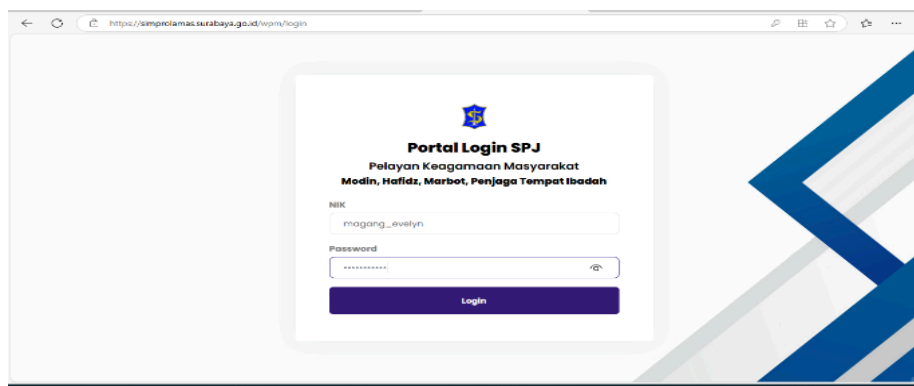 https://simprolamas.surabaya.go.id/wpm/login
Portal Login SPJ
Pelayan Keagamaan Masyarakat
Modin, Hafidz, Marbot, Penjaga Tempat Ibadah
NIK
magang_evelyn
Password
Login